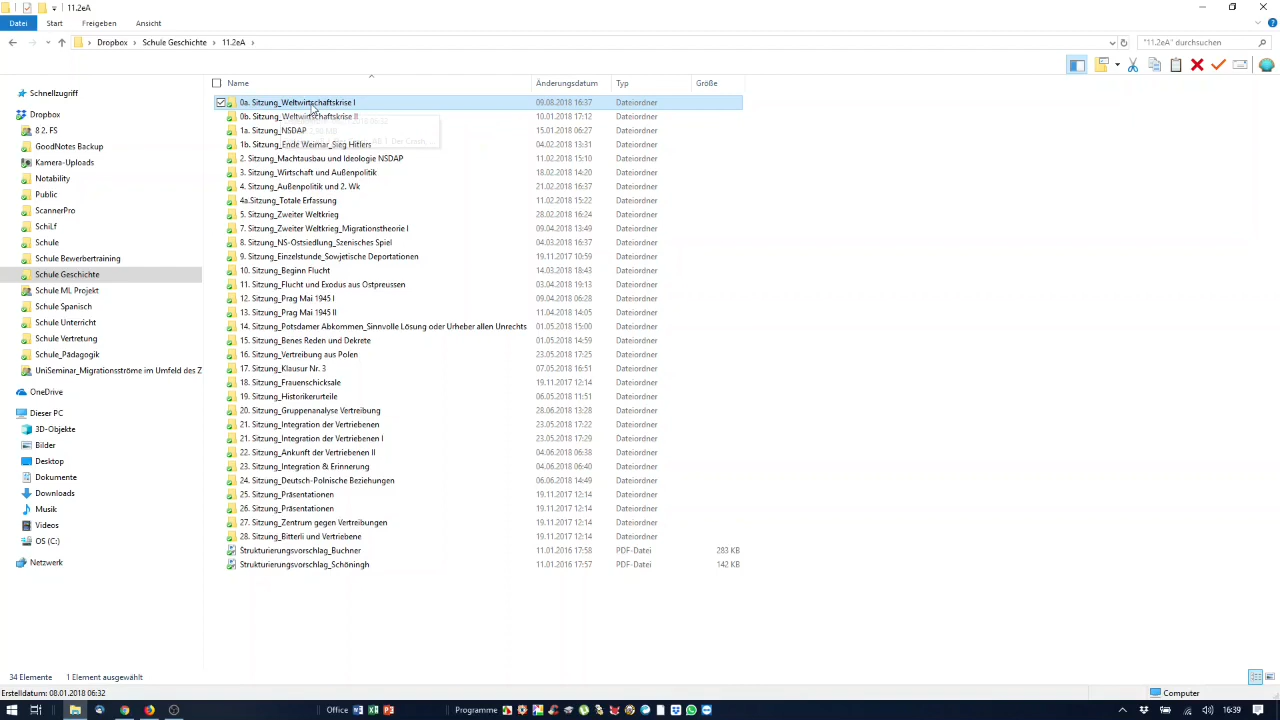 11.2eA
Datei Start Freigeben Ansicht
Dropbox Schule Geschichte 11.2eA "11.2eA" durchsuchen
Name Änderungsdatum Typ Größe
Schnellzugriff
Dropbox
8 2. FS
GoodNotes Backup
Kamera-Uploads
Notability
Public
ScannerPro
SchiLf
Schule
Schule Bewerbertraining
Schule Geschichte
Schule ML Projekt
Schule Spanisch
Schule Unterricht
Schule Vertretung
Schule_Pädagogik
UniSeminar_Migrationsströme im Umfeld des Z
OneDrive
Dieser PC
3D-Objekte
Bilder
Desktop
Dokumente
Downloads
Musik
Videos
OS (C:)
Netzwerk
0a. Sitzung_Weltwirtschaftskrise I 09.08.2018 16:37 Dateiordner
0b. Sitzung_Weltwirtschaftskrise II 10.01.2018 17:12 Dateiordner
1a. Sitzung_NSDAP 15.01.2018 06:27 Dateiordner
1b. Sitzung_Ende Weimar_Sieg Hitlers 04.02.2018 13:31 Dateiordner
2. Sitzung_Machtausbau und Ideologie NSDAP 11.02.2018 15:10 Dateiordner
3. Sitzung_Wirtschaft und Außenpolitik 18.02.2018 14:20 Dateiordner
4. Sitzung_Außenpolitik und 2. Wk 21.02.2018 16:37 Dateiordner
4a.Sitzung_Totale Erfassung 11.02.2018 15:22 Dateiordner
5. Sitzung_Zweiter Weltkrieg 28.02.2018 16:24 Dateiordner
7. Sitzung_Zweiter Weltkrieg_Migrationstheorie I 09.04.2018 13:49 Dateiordner
8. Sitzung_NS-Ostsiedlung_Szenisches Spiel 04.03.2018 16:37 Dateiordner
9. Sitzung_Einzelstunde_Sowjetische Deportationen 19.11.2017 10:59 Dateiordner
10. Sitzung_Beginn Flucht 14.03.2018 18:43 Dateiordner
11. Sitzung_Flucht und Exodus aus Ostpreussen 03.04.2018 19:13 Dateiordner
12. Sitzung_Prag Mai 1945 I 09.04.2018 06:28 Dateiordner
13. Sitzung_Prag Mai 1945 II 11.04.2018 14:05 Dateiordner
14. Sitzung_Potsdamer Abkommen_Sinnvolle Lösung oder Urheber allen Unrechts 01.05.2018 15:00 Dateiordner
15. Sitzung_Benes Reden und Dekrete 01.05.2018 14:59 Dateiordner
16. Sitzung_Vertreibung aus Polen 23.05.2018 17:25 Dateiordner
17. Sitzung_Klausur Nr. 3 07.05.2018 16:51 Dateiordner
18. Sitzung_Frauenschicksale 19.11.2017 12:14 Dateiordner
19. Sitzung_Historikerurteile 06.05.2018 11:51 Dateiordner
20. Sitzung_Gruppenanalyse Vertreibung 28.06.2018 13:28 Dateiordner
21. Sitzung_Integration der Vertriebenen 23.05.2018 17:22 Dateiordner
21. Sitzung_Integration der Vertriebenen I 23.05.2018 17:29 Dateiordner
22. Sitzung_Ankunft der Vertriebenen II 04.06.2018 06:38 Dateiordner
23. Sitzung_Integration & Erinnerung 04.06.2018 06:40 Dateiordner
24. Sitzung_Deutsch-Polnische Beziehungen 06.06.2018 14:49 Dateiordner
25. Sitzung_Präsentationen 19.11.2017 12:14 Dateiordner
26. Sitzung_Präsentationen 19.11.2017 12:14 Dateiordner
27. Sitzung_Zentrum gegen Vertreibungen 19.11.2017 12:14 Dateiordner
28. Sitzung_Bitterli und Vertriebene 19.11.2017 12:14 Dateiordner
Strukturierungsvorschlag_Buchner 11.01.2016 17:58 PDF-Datei 283 KB
Strukturierungsvorschlag_Schöningh 11.01.2016 17:57 PDF-Datei 142 KB
34 Elemente 1 Element ausgewählt
Erstelldatum: 08.01.2018 06:32 Computer
Office Programme 16:39